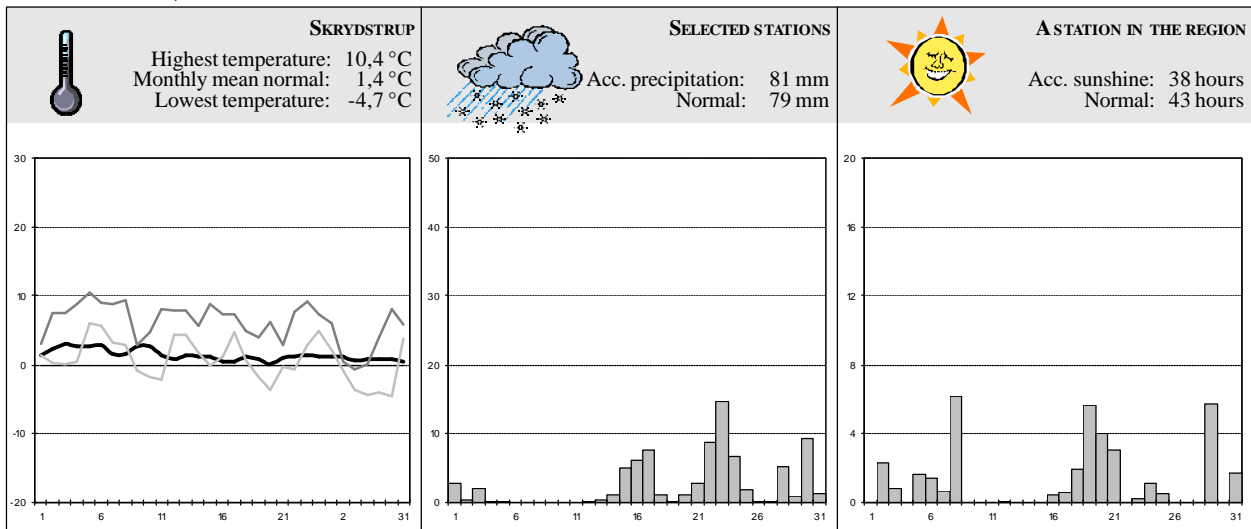 SKRYDSTRUP
Highest temperature: 10,4 °C
Monthly mean normal: 1,4 °C
Lowest temperature: -4,7 °C
SELECTED STATIONS
Acc. precipitation: 81 mm
Normal: 79 mm
A STATION IN THE REGION
Acc. sunshine: 38 hours
Normal: 43 hours
30
20
10
0
-10
-20
1 6 11 16 21 2 31
50
40
30
20
10
0
1 6 11 16 21 26 31
20
16
12
8
4
0
1 6 11 16 21 26 31